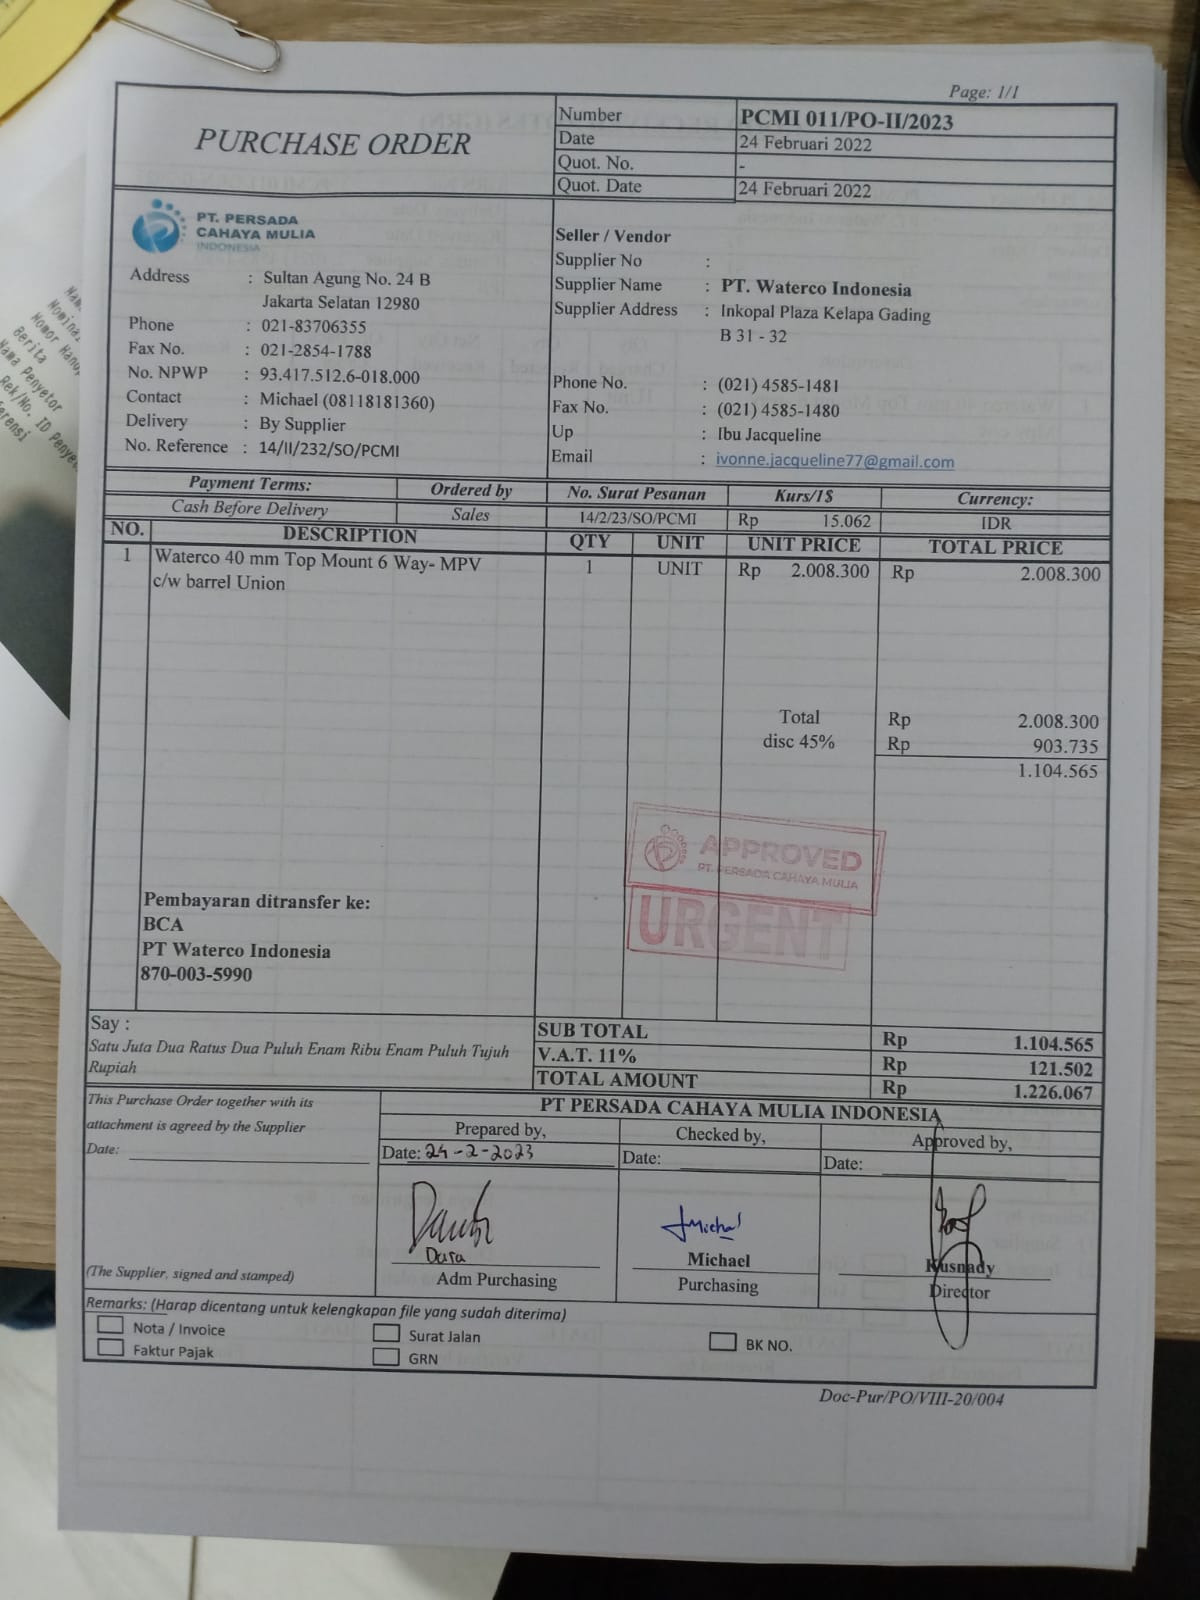 Page: 1/1
PURCHASE ORDER
Number PCMI 011/PO-II/2023
Date 24 Februari 2022
Quot. No. -
Quot. Date 24 Februari 2022
PT. PERSADA
CAHAYA MULIA
INDONESIA
Address : Sultan Agung No. 24 B
Jakarta Selatan 12980
Phone : 021-83706355
Fax No. : 021-2854-1788
No. NPWP : 93.417.512.6-018.000
Contact : Michael (08118181360)
Delivery : By Supplier
No. Reference : 14/II/232/SO/PCMI
Seller / Vendor
Supplier No :
Supplier Name : PT. Waterco Indonesia
Supplier Address : Inkopal Plaza Kelapa Gading
B 31 - 32
Phone No. : (021) 4585-1481
Fax No. : (021) 4585-1480
Up : Ibu Jacqueline
Email : ivonne.jacqueline77@gmail.com
Payment Terms: Ordered by No. Surat Pesanan Kurs/1$ Currency:
Cash Before Delivery Sales 14/2/23/SO/PCMI Rp 15.062 IDR
NO. DESCRIPTION QTY UNIT UNIT PRICE TOTAL PRICE
1 Waterco 40 mm Top Mount 6 Way- MPV 1 UNIT Rp 2.008.300 Rp 2.008.300
c/w barrel Union
Total Rp 2.008.300
disc 45% Rp 903.735
1.104.565
APPROVED
PT. PERSADA CAHAYA MULIA
URGENT
Pembayaran ditransfer ke:
BCA
PT Waterco Indonesia
870-003-5990
Say :
Satu Juta Dua Ratus Dua Puluh Enam Ribu Enam Puluh Tujuh
Rupiah
SUB TOTAL Rp 1.104.565
V.A.T. 11% Rp 121.502
TOTAL AMOUNT Rp 1.226.067
This Purchase Order together with its
attachment is agreed by the Supplier
Date:
(The Supplier, signed and stamped)
PT PERSADA CAHAYA MULIA INDONESIA
Prepared by, Checked by, Approved by,
Date: 24-2-2023 Date: Date:
Dara Michael Kusnady
Adm Purchasing Purchasing Director
Remarks: (Harap dicentang untuk kelengkapan file yang sudah diterima)
Nota / Invoice Surat Jalan BK NO.
Faktur Pajak GRN
Doc-Pur/PO/VIII-20/004
Berita
Nama Penyetor